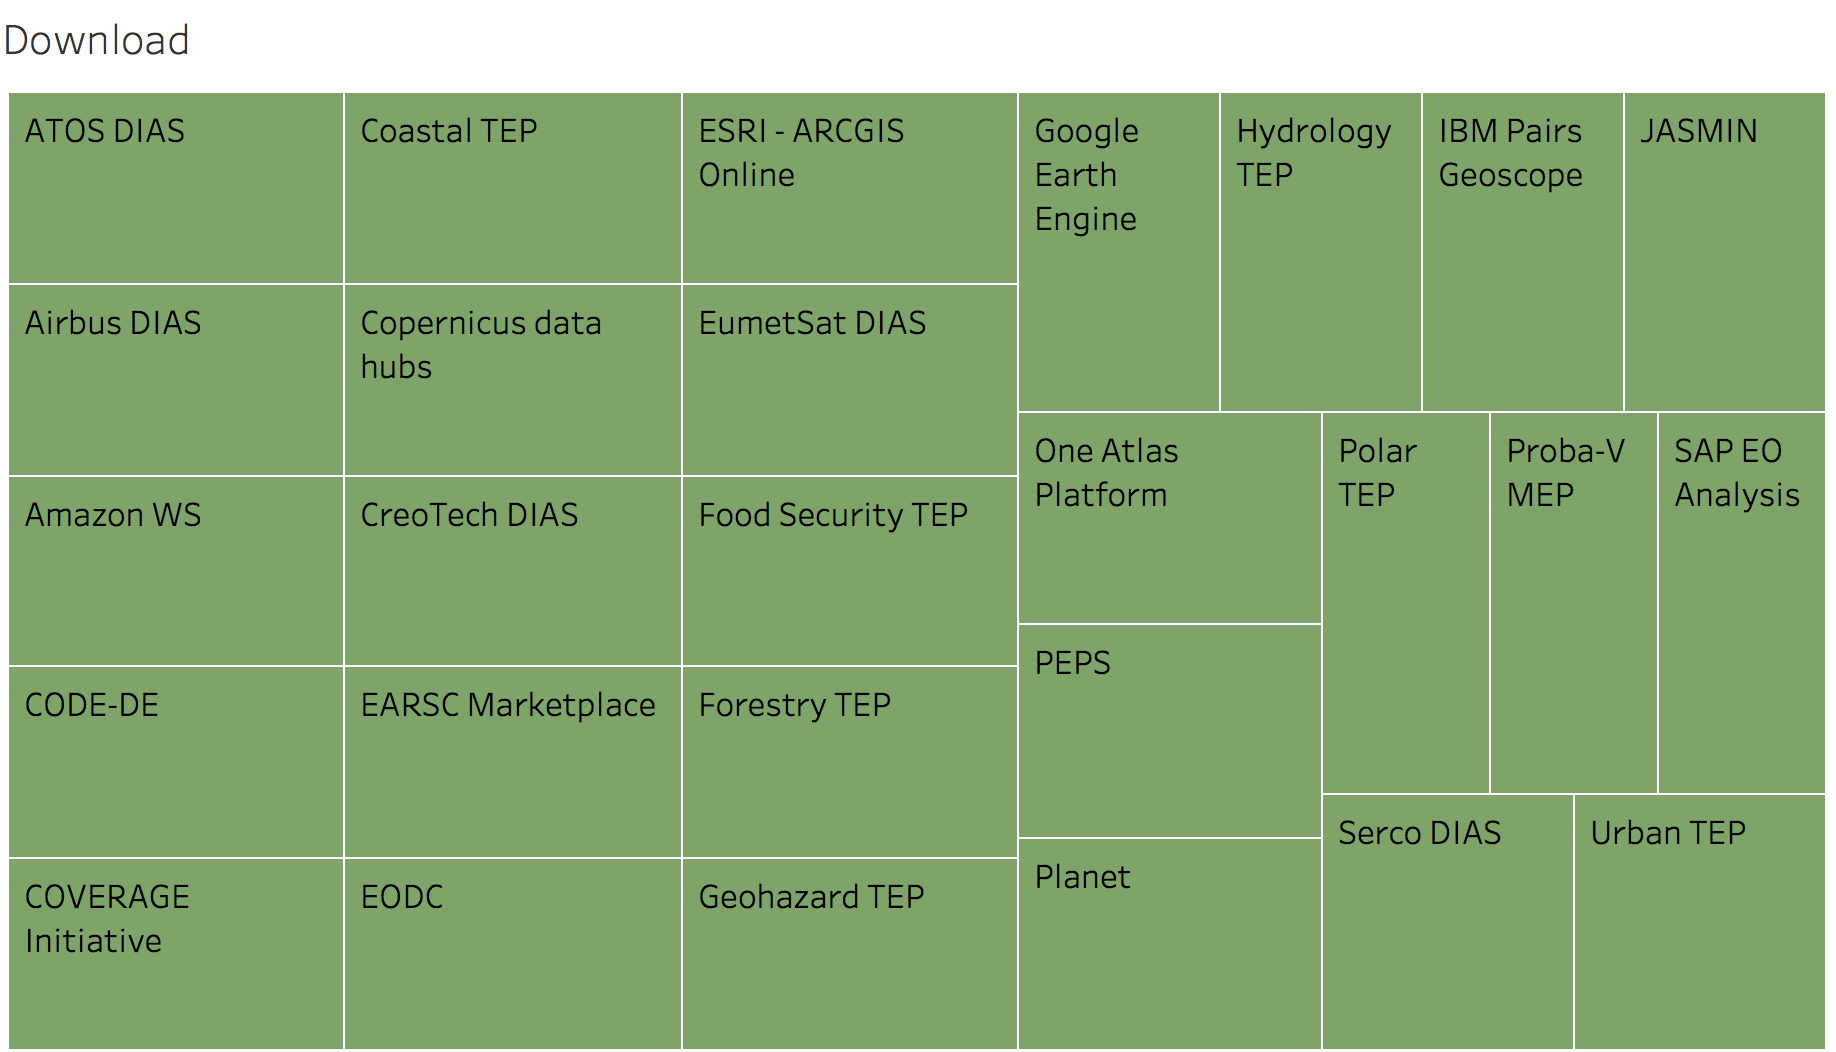 Download
ATOS DIAS
Airbus DIAS
Amazon WS
CODE-DE
COVERAGE
Initiative
Coastal TEP
Copernicus data
hubs
CreoTech DIAS
EARSC Marketplace
EODC
ESRI - ARCGIS
Online
EumetSat DIAS
Food Security TEP
Forestry TEP
Geohazard TEP
Google
Earth
Engine
Hydrology
TEP
IBM Pairs
Geoscope
JASMIN
One Atlas
Platform
PEPS
Planet
Polar
TEP
Proba-V
MEP
SAP EO
Analysis
Serco DIAS
Urban TEP